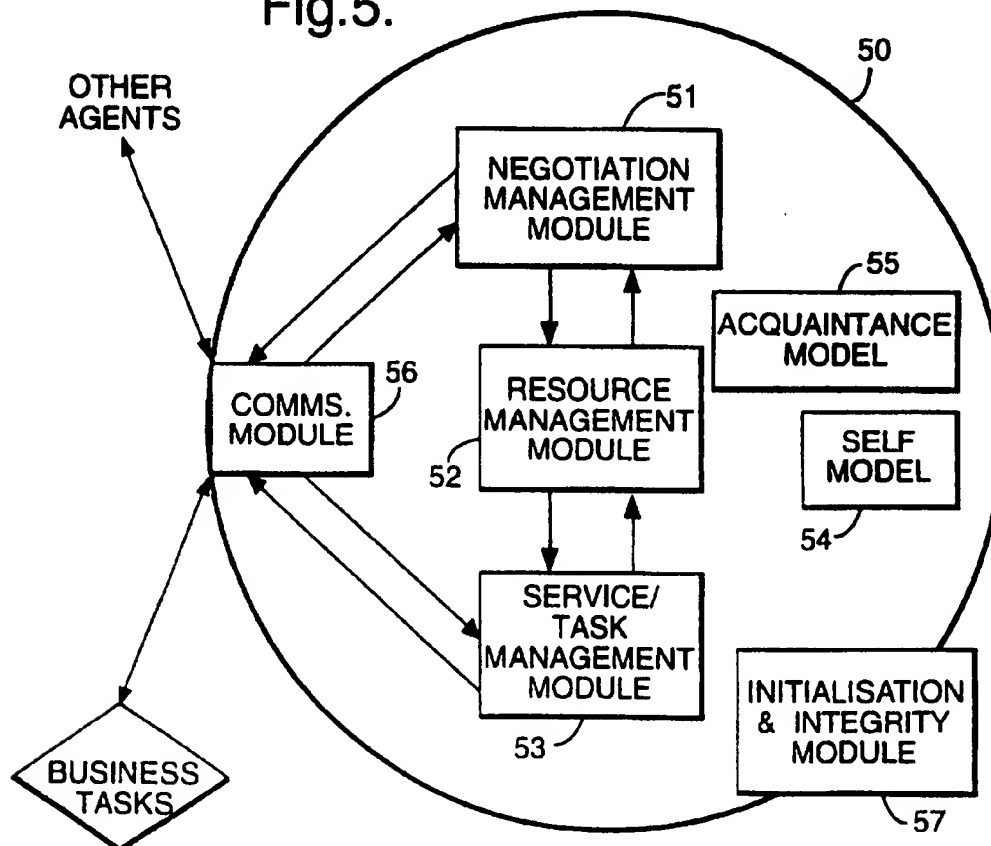 Fig.5.
50
OTHER
AGENTS
51
NEGOTIATION
MANAGEMENT
MODULE
55
ACQUAINTANCE
MODEL
56
COMMS.
MODULE
RESOURCE
MANAGEMENT
MODULE
52
SELF
MODEL
54
SERVICE/
TASK
MANAGEMENT
MODULE
53
INITIALISATION
& INTEGRITY
MODULE
57
BUSINESS
TASKS